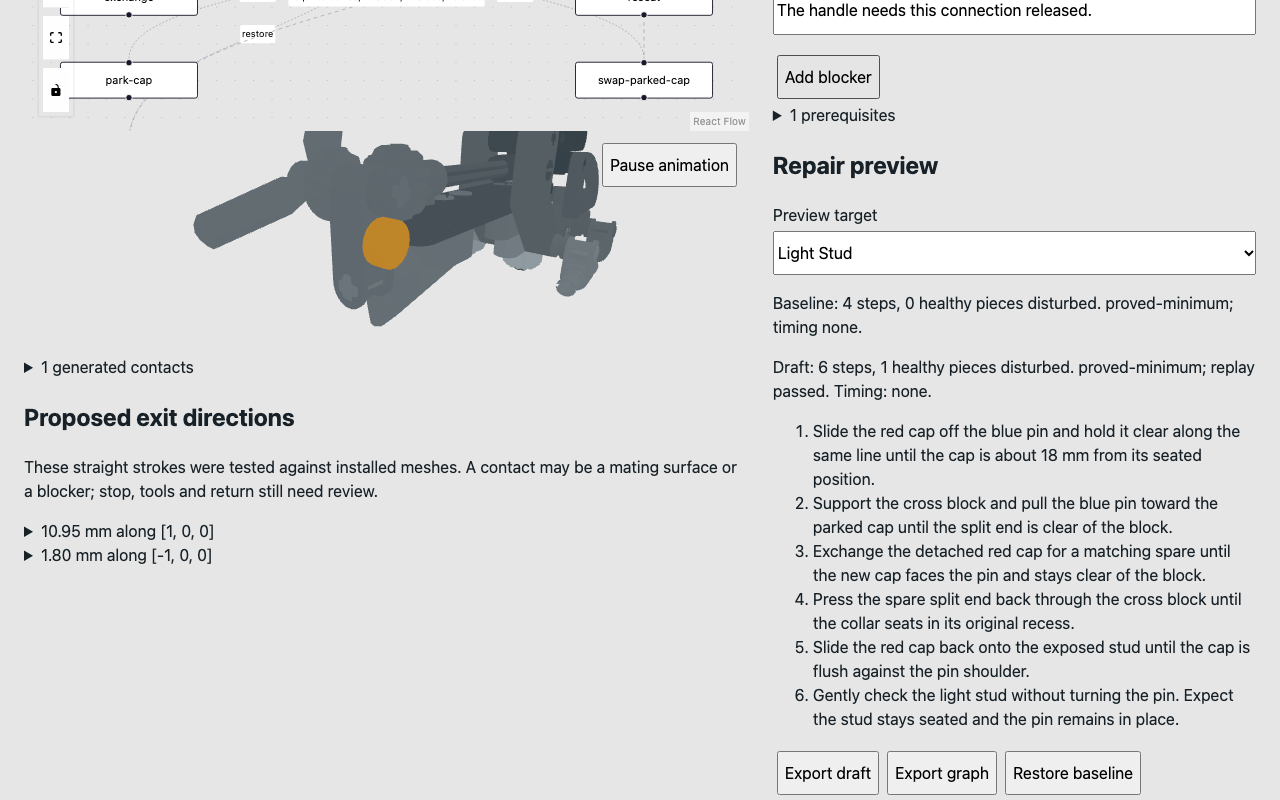 The handle needs this connection released.
restore
park-cap
swap-parked-cap
Add blocker
React Flow
1 prerequisites
Pause animation
Repair preview
Preview target
Light Stud
Baseline: 4 steps, 0 healthy pieces disturbed. proved-minimum;
timing none.
Draft: 6 steps, 1 healthy pieces disturbed. proved-minimum; replay
passed. Timing: none.
1. Slide the red cap off the blue pin and hold it clear along the
same line until the cap is about 18 mm from its seated
position.
2. Support the cross block and pull the blue pin toward the
parked cap until the split end is clear of the block.
3. Exchange the detached red cap for a matching spare until
the new cap faces the pin and stays clear of the block.
4. Press the spare split end back through the cross block until
the collar seats in its original recess.
5. Slide the red cap back onto the exposed stud until the cap is
flush against the pin shoulder.
6. Gently check the light stud without turning the pin. Expect
the stud stays seated and the pin remains in place.
Export draft
Export graph
Restore baseline
1 generated contacts
Proposed exit directions
These straight strokes were tested against installed meshes. A contact may be a mating surface or
a blocker; stop, tools and return still need review.
10.95 mm along [1, 0, 0]
1.80 mm along [-1, 0, 0]